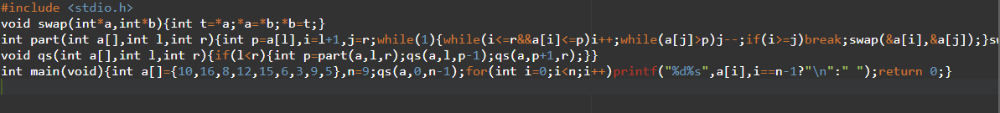 #include <stdio.h>
void swap(int*a,int*b){int t=*a;*a=*b;*b=t;}
int part(int a[],int l,int r){int p=a[l],i=l+1,j=r;while(1){while(i<=r&&a[i]<=p)i++;while(a[j]>p)j--;if(i>=j)break;swap(&a[i],&a[j]);}
void qs(int a[],int l,int r){if(l<r){int p=part(a,l,r);qs(a,l,p-1);qs(a,p+1,r);}}
int main(void){int a[]={10,16,8,12,15,6,3,9,5},n=9;qs(a,0,n-1);for(int i=0;i<n;i++)printf("%d%s",a[i],i==n-1?"\n":" ");return 0;}